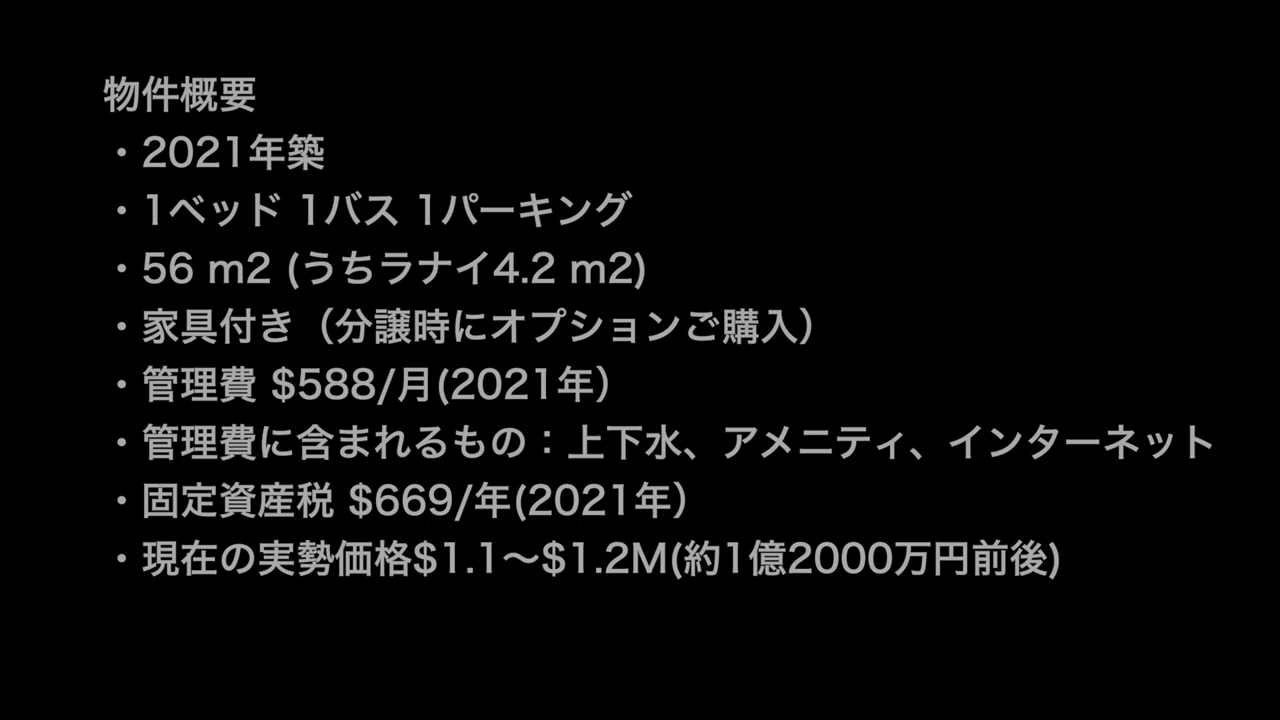 物件概要
・2021年築
・1ベッド 1バス 1パーキング
・56 m2 (うちラナイ4.2 m2)
・家具付き（分譲時にオプションご購入）
・管理費 $588/月(2021年）
・管理費に含まれるもの：上下水、アメニティ、インターネット
・固定資産税 $669/年(2021年）
・現在の実勢価格$1.1〜$1.2M(約1億2000万円前後)